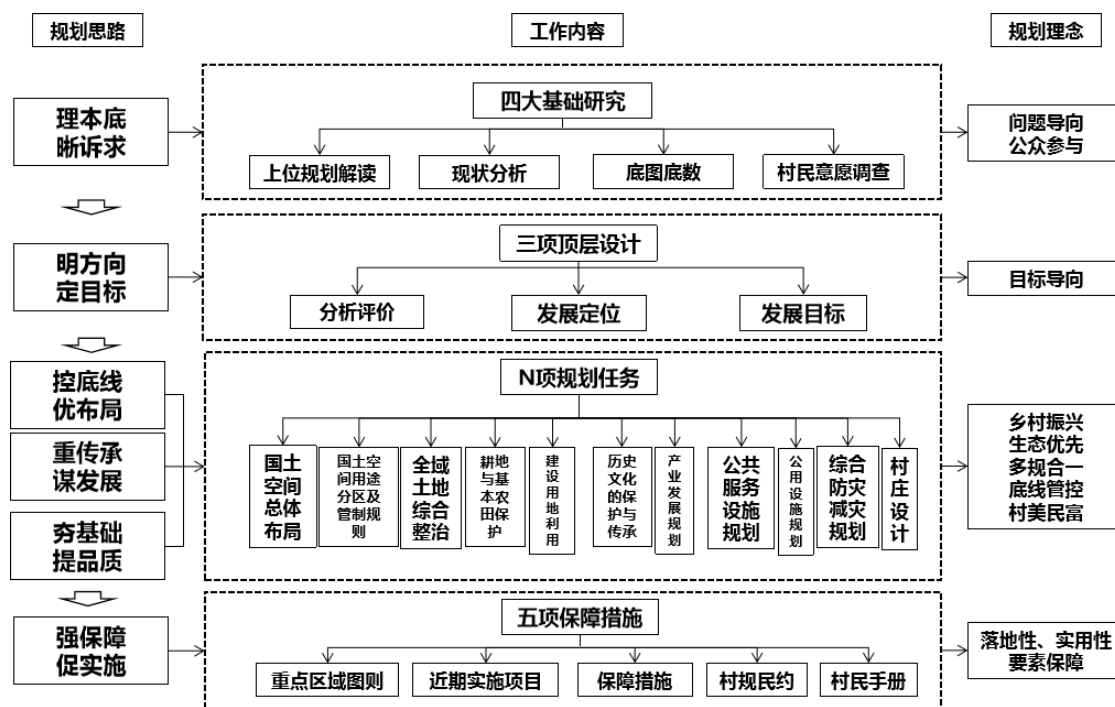 规划思路
工作内容
规划理念
理本底
晰诉求
四大基础研究
上位规划解读
现状分析
底图底数
村民意愿调查
问题导向
公众参与
明方向
定目标
三项顶层设计
分析评价
发展定位
发展目标
目标导向
控底线
优布局
重传承
谋发展
夯基础
提品质
N项规划任务
国土
空间
总体
布局
国土空
间用途
分区及
管制规
则
全域
土地
综合
整治
耕地
与基
本农
田保
护
建
设
用
地
利
用
历史
文化
的保
护与
传承
产
业
发
展
规
划
公共
服务
设施
规划
公
用
设
施
规
划
综合
防灾
减灾
规划
村
庄
设
计
乡村振兴
生态优先
多规合一
底线管控
村美民富
强保障
促实施
五项保障措施
重点区域图则
近期实施项目
保障措施
村规民约
村民手册
落地性、实用性
要素保障